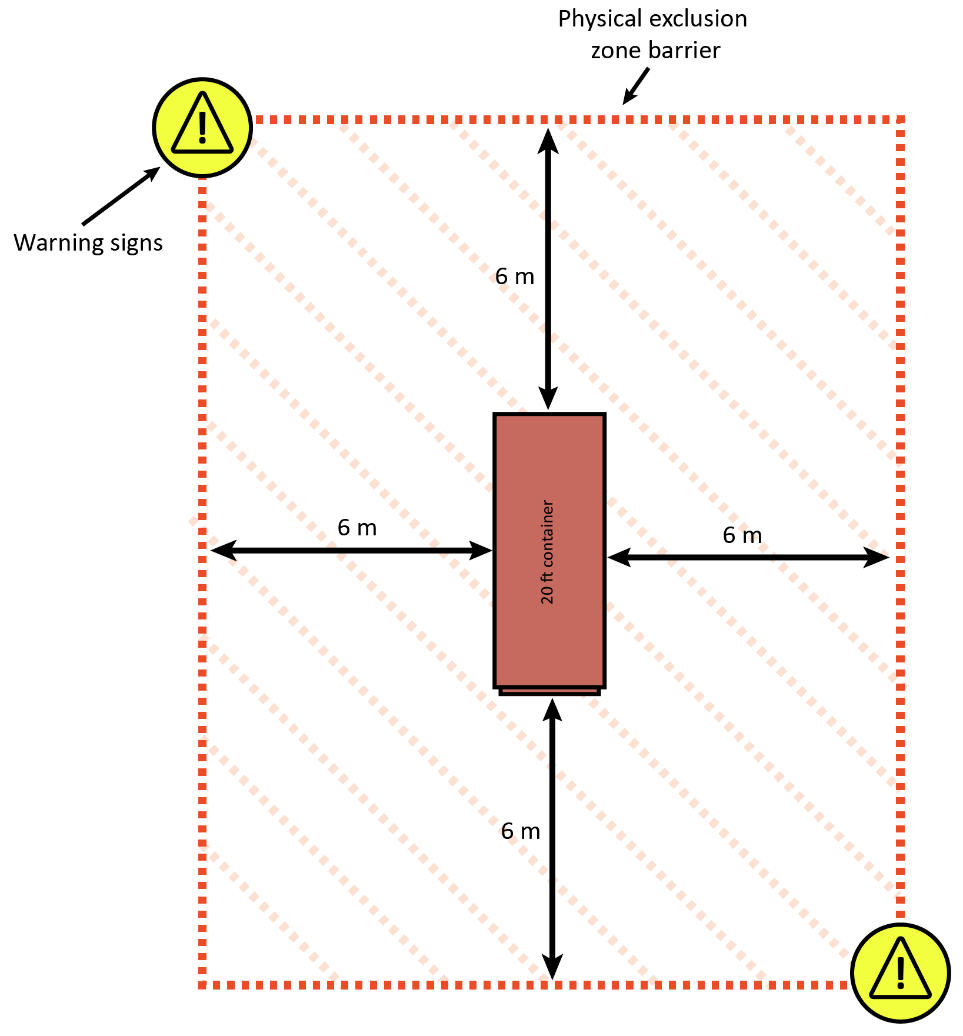 Physical exclusion
zone barrier
!
Warning signs
6 m
20 ft container
6 m
6 m
6 m
!